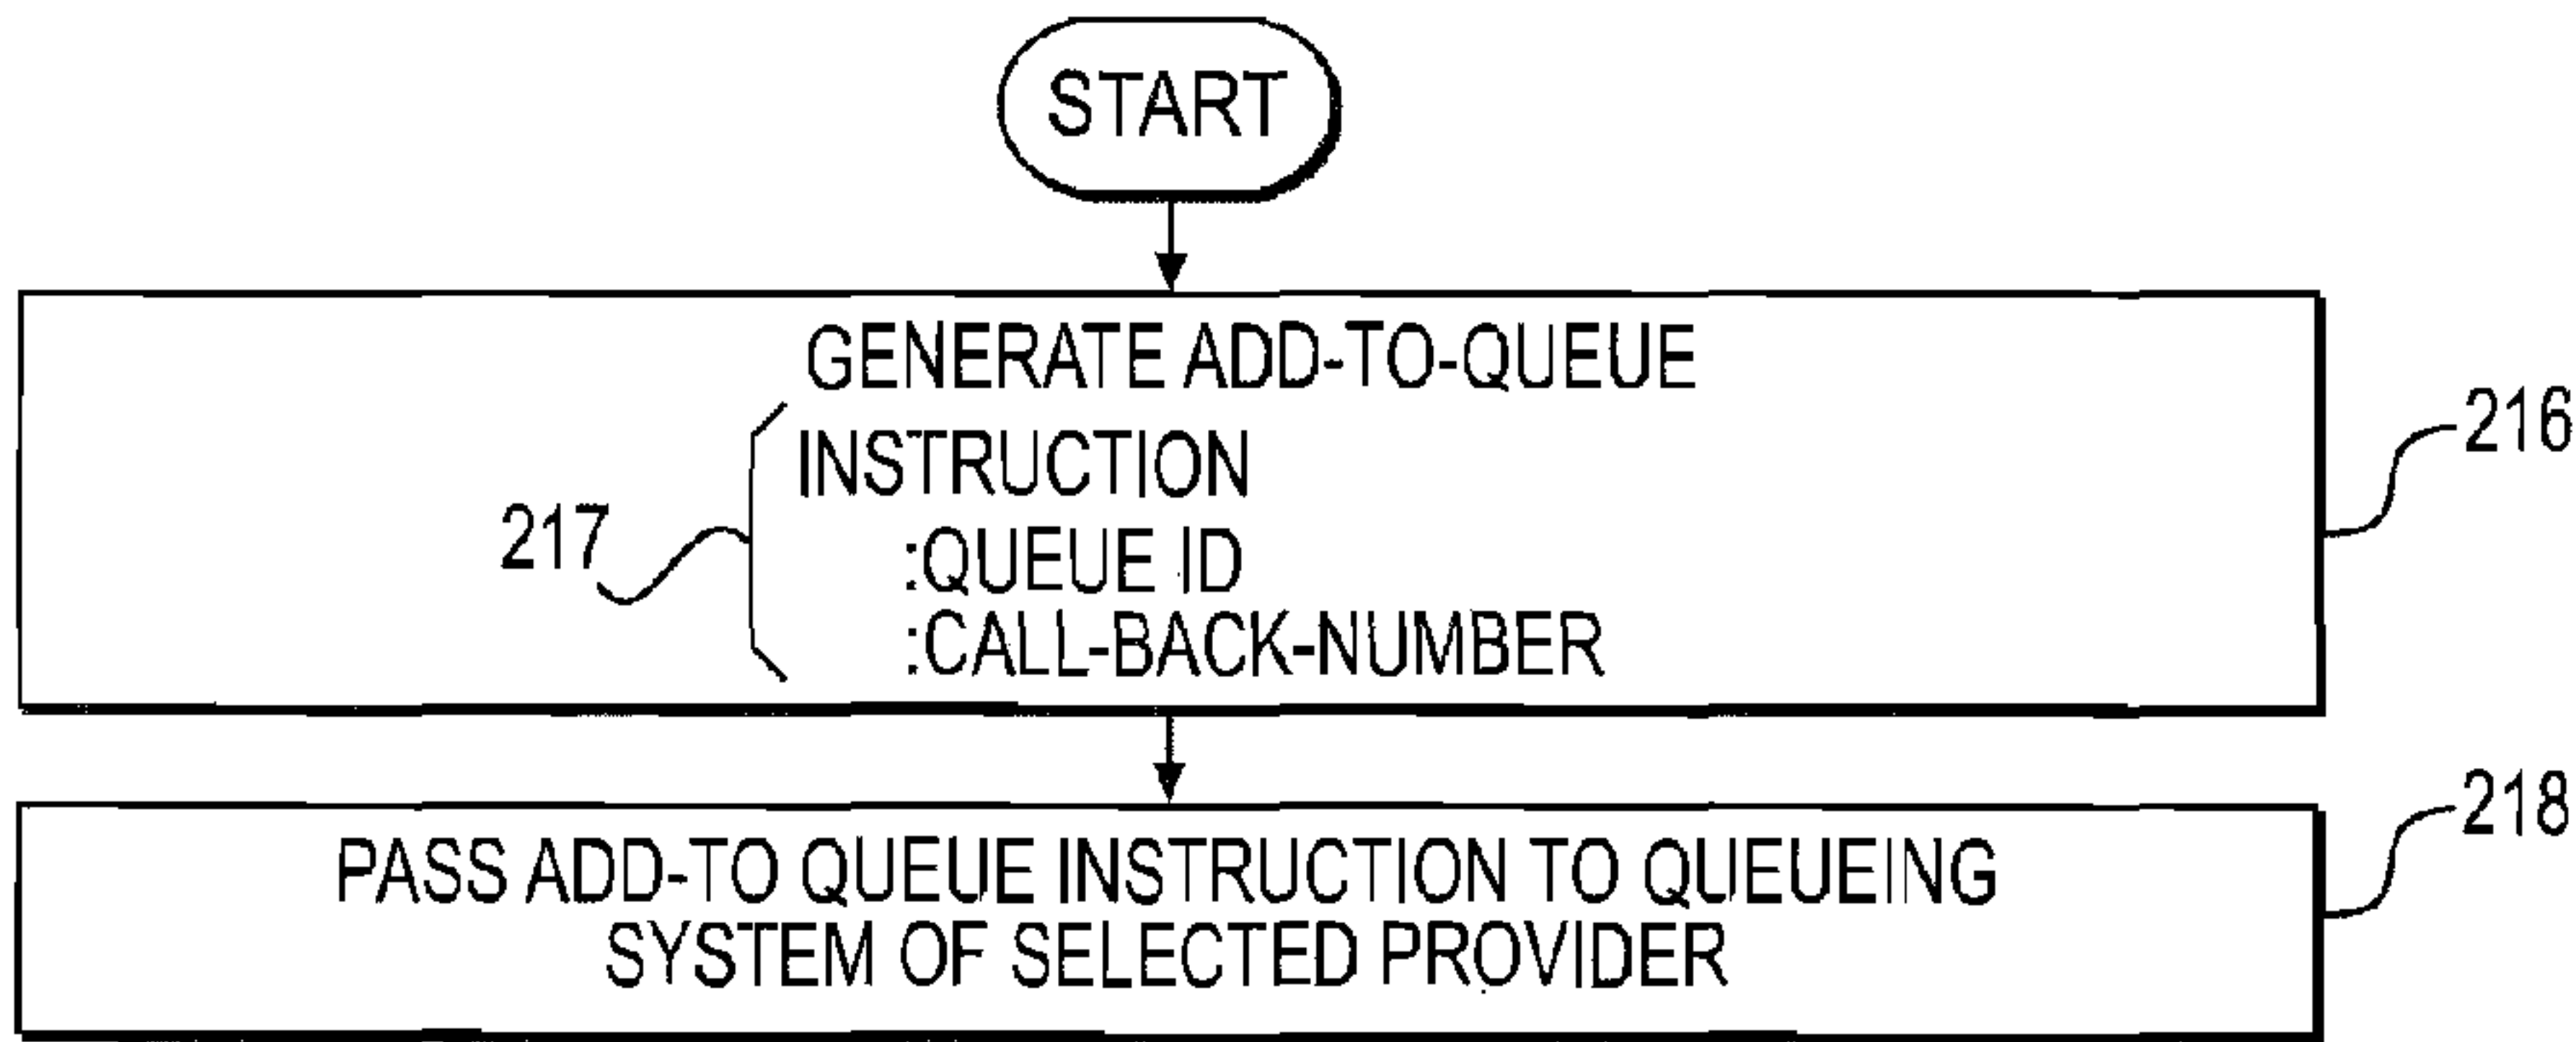 START
GENERATE ADD-TO-QUEUE
INSTRUCTION
:QUEUE ID
:CALL-BACK-NUMBER
217
216
PASS ADD-TO QUEUE INSTRUCTION TO QUEUEING
SYSTEM OF SELECTED PROVIDER
218